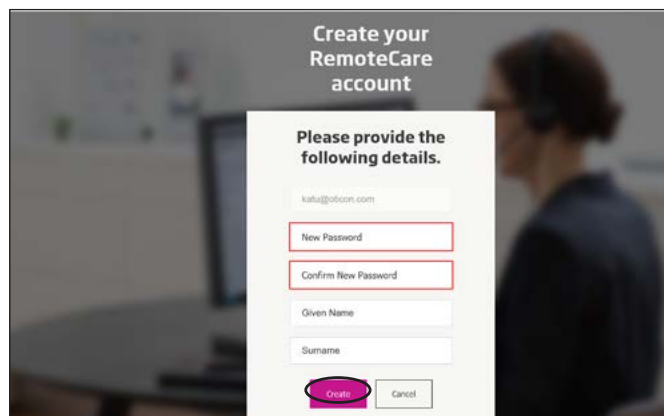 Create your
RemoteCare
account
Please provide the
following details.
katu@oticon.com
New Password
Confirm New Password
Given Name
Surname
Create Cancel